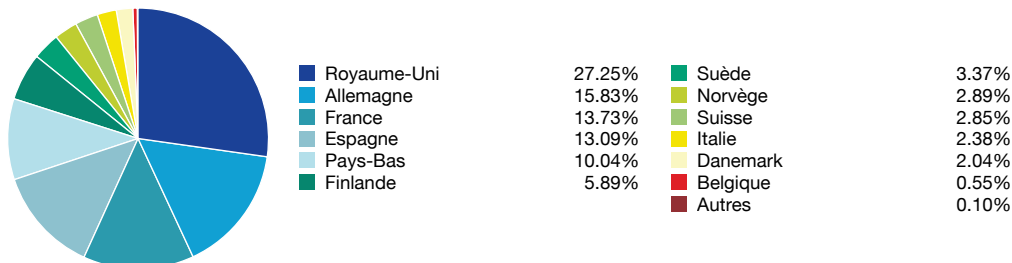 Royaume-Uni 27.25%
Allemagne 15.83%
France 13.73%
Espagne 13.09%
Pays-Bas 10.04%
Finlande 5.89%
Suède 3.37%
Norvège 2.89%
Suisse 2.85%
Italie 2.38%
Danemark 2.04%
Belgique 0.55%
Autres 0.10%